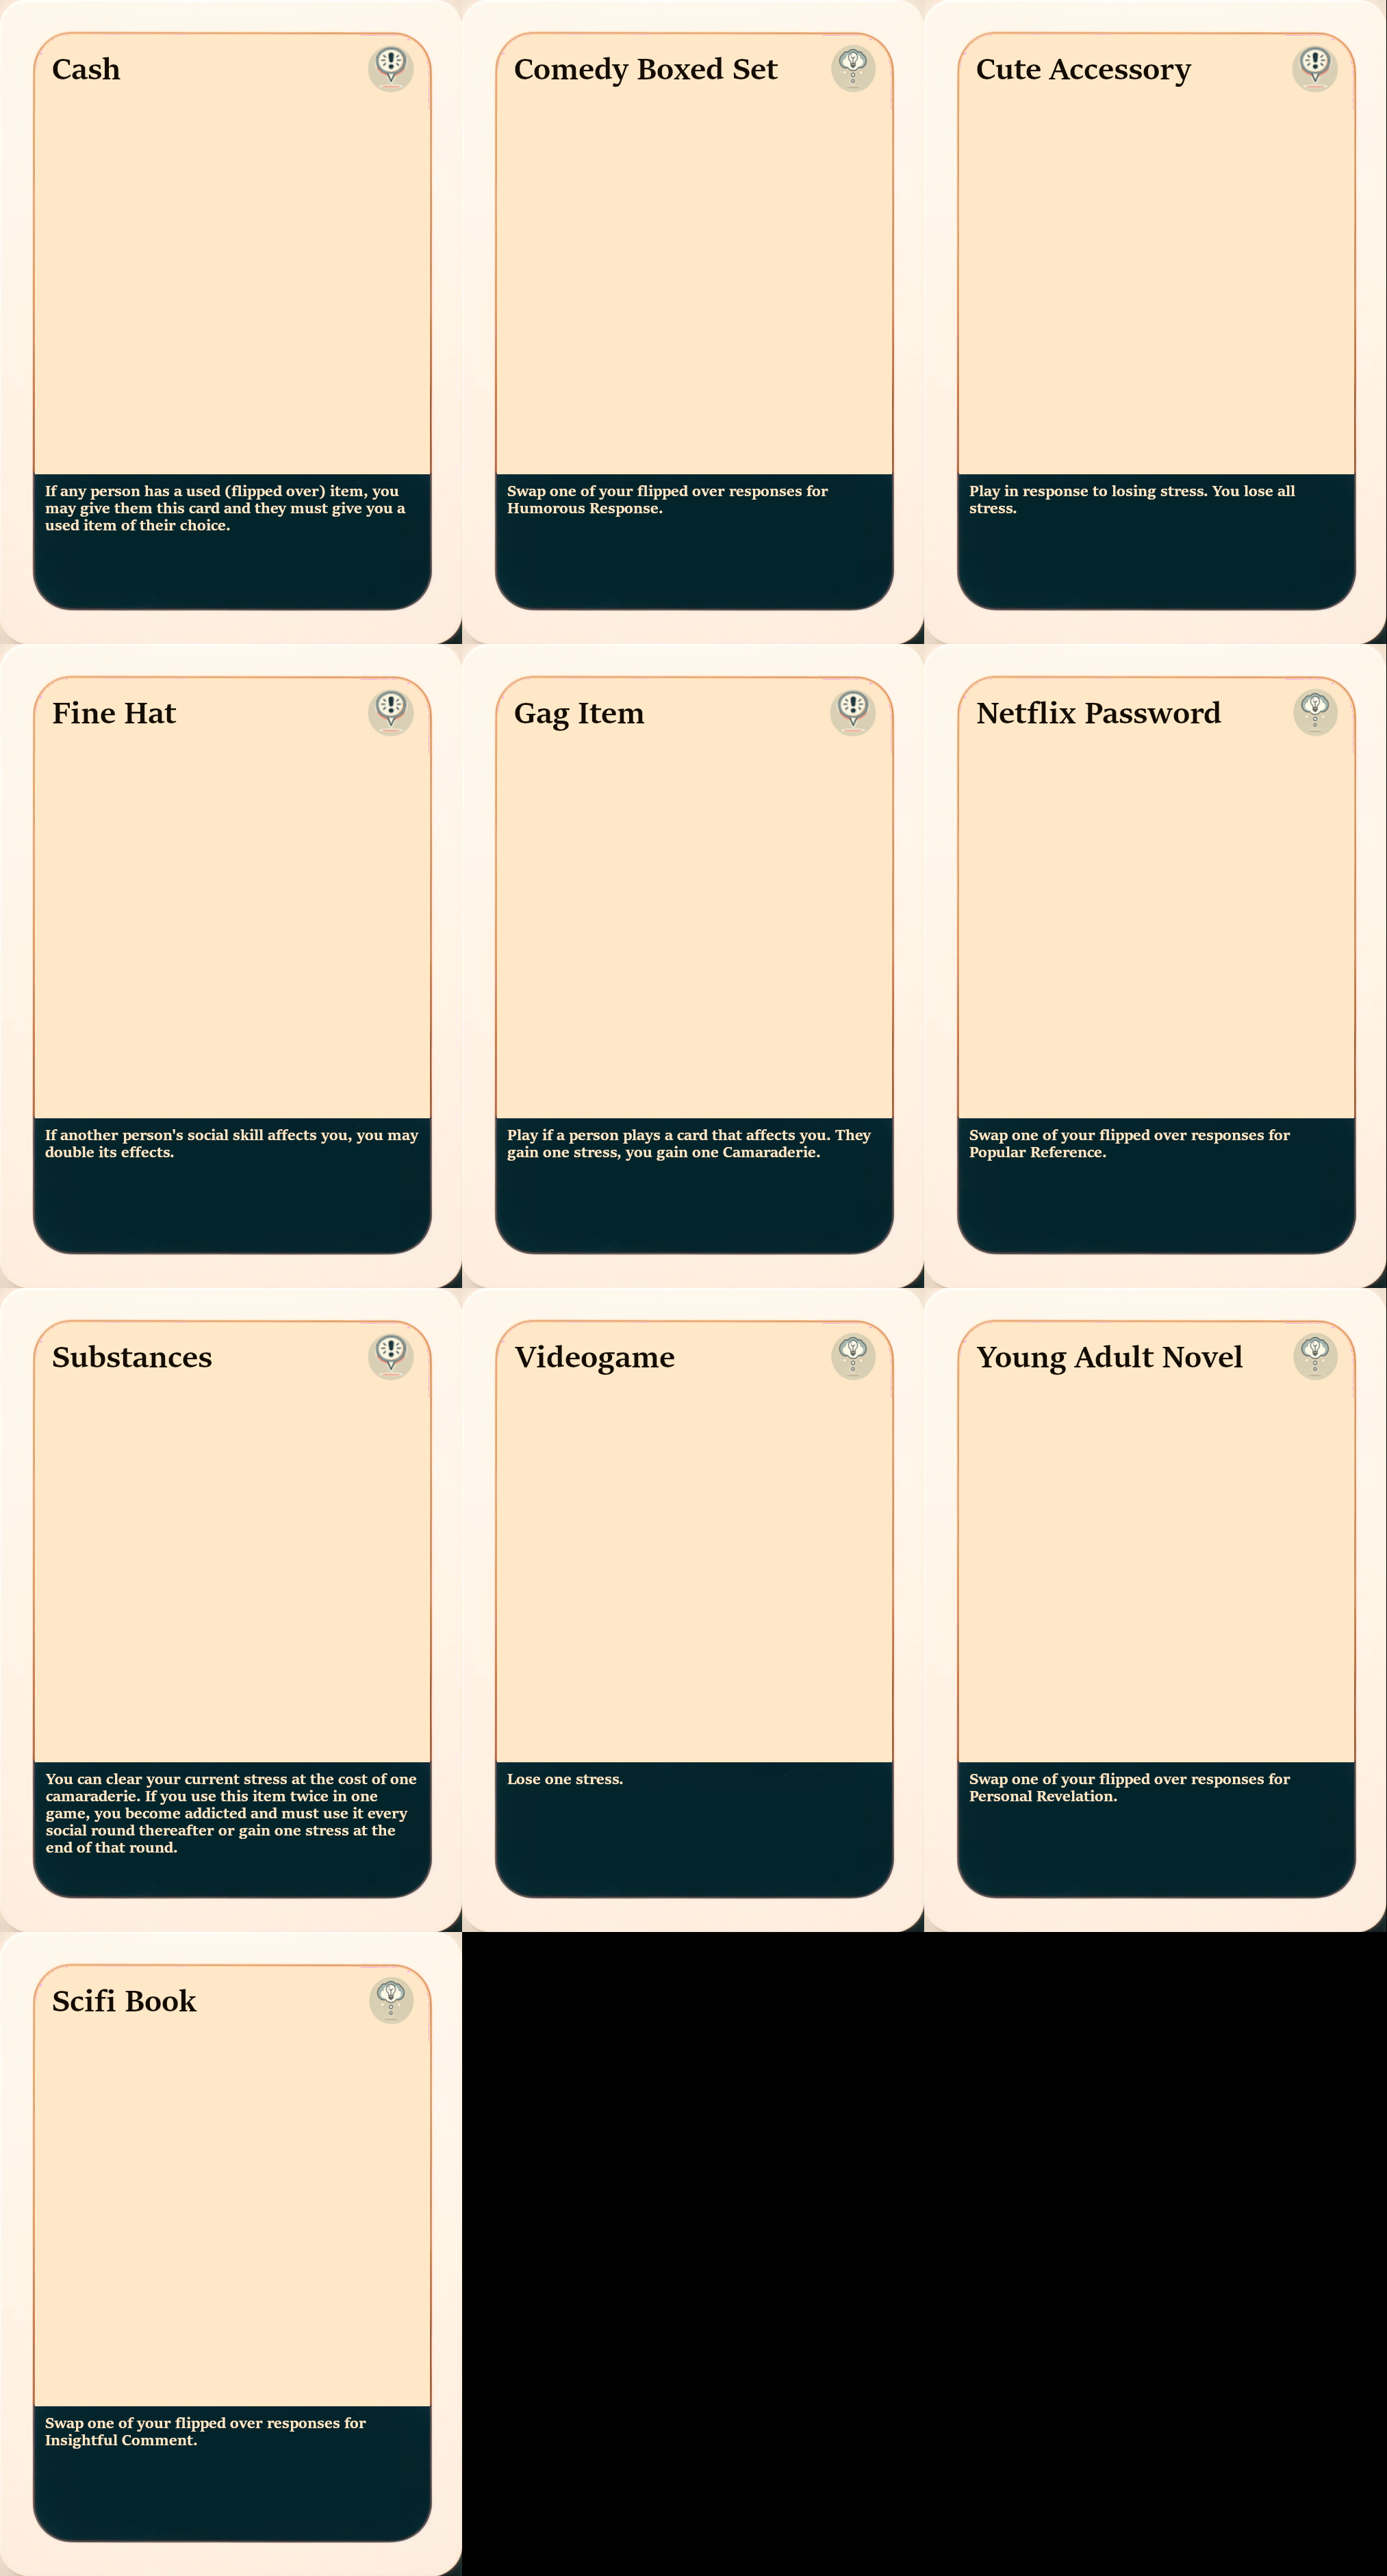 Cash
If any person has a used (flipped over) item, you
may give them this card and they must give you a
used item of their choice.
Comedy Boxed Set
Swap one of your flipped over responses for
Humorous Response.
Cute Accessory
Play in response to losing stress. You lose all
stress.
Fine Hat
If another person's social skill affects you, you may
double its effects.
Gag Item
Play if a person plays a card that affects you. They
gain one stress, you gain one Camaraderie.
Netflix Password
Swap one of your flipped over responses for
Popular Reference.
Substances
You can clear your current stress at the cost of one
camaraderie. If you use this item twice in one
game, you become addicted and must use it every
social round thereafter or gain one stress at the
end of that round.
Videogame
Lose one stress.
Young Adult Novel
Swap one of your flipped over responses for
Personal Revelation.
Scifi Book
Swap one of your flipped over responses for
Insightful Comment.